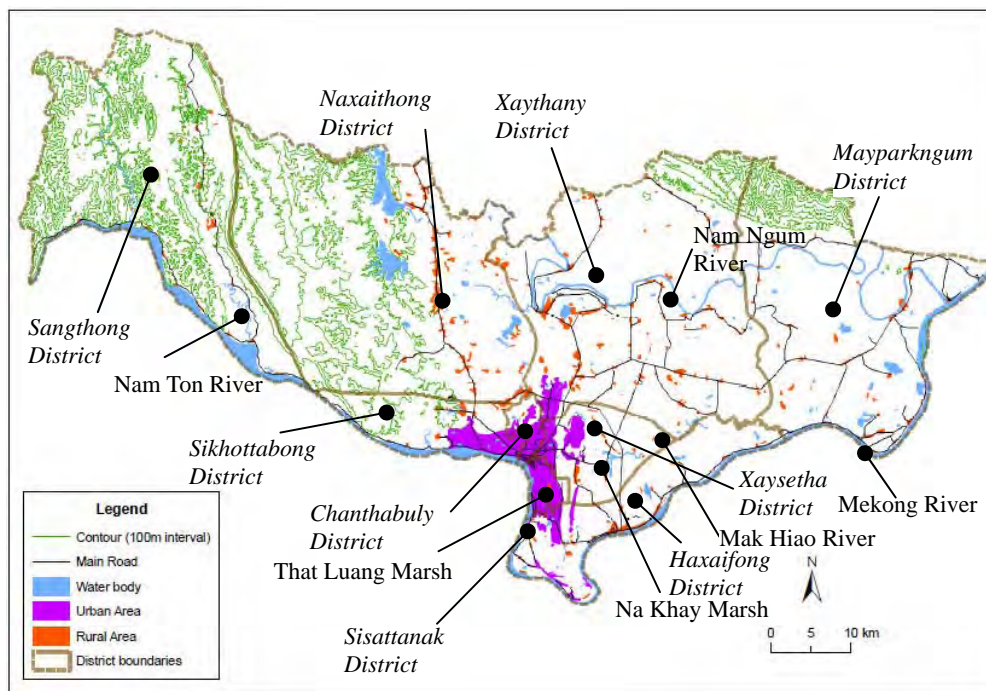 Naxaithong
District
Xaythany
District
Mayparkngum
District
Nam Ngum
River
Sangthong
District
Nam Ton River
Sikhottabong
District
Chanthabuly
District
That Luang Marsh
Sisattanak
District
Xaysetha
District
Mekong River
Mak Hiao River
Haxaifong
District
Na Khay Marsh
Legend
Contour (100m interval)
Main Road
Water body
Urban Area
Rural Area
District boundaries
N
0 5 10 km